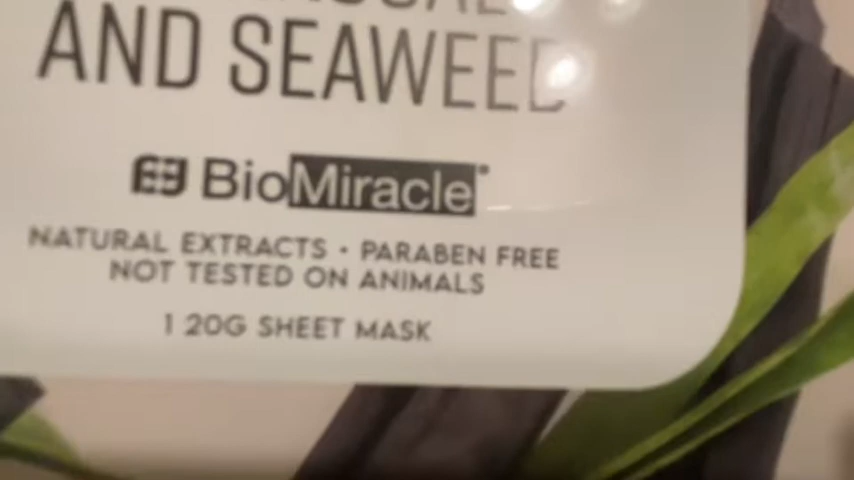 AND SEAWEED
BioMiracle
NATURAL EXTRACTS • PARABEN FREE
NOT TESTED ON ANIMALS
1 20G SHEET MASK